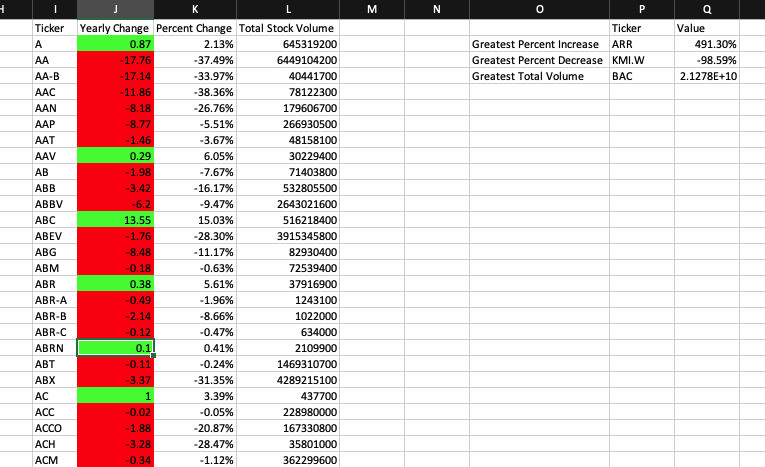 H I J K L M N O P Q
Ticker Yearly Change Percent Change Total Stock Volume Ticker Value
A 0.87 2.13% 645319200 Greatest Percent Increase ARR 491.30%
AA -17.76 -37.49% 6449104200 Greatest Percent Decrease KMI.W -98.59%
AA-B -17.14 -33.97% 40441700 Greatest Total Volume BAC 2.1278E+10
AAC -11.86 -38.36% 78122300
AAN -8.18 -26.76% 179606700
AAP -8.77 -5.51% 266930500
AAT -1.46 -3.67% 48158100
AAV 0.29 6.05% 30229400
AB -1.98 -7.67% 71403800
ABB -3.42 -16.17% 532805500
ABBV -6.2 -9.47% 2643021600
ABC 13.55 15.03% 516218400
ABEV -1.76 -28.30% 3915345800
ABG -8.48 -11.17% 82930400
ABM -0.18 -0.63% 72539400
ABR 0.38 5.61% 37916900
ABR-A -0.49 -1.96% 1243100
ABR-B -2.14 -8.66% 1022000
ABR-C -0.12 -0.47% 634000
ABRN 0.1 0.41% 2109900
ABT -0.11 -0.24% 1469310700
ABX -3.37 -31.35% 4289215100
AC 1 3.39% 437700
ACC -0.02 -0.05% 228980000
ACCO -1.88 -20.87% 167330800
ACH -3.28 -28.47% 35801000
ACM -0.34 -1.12% 362299600